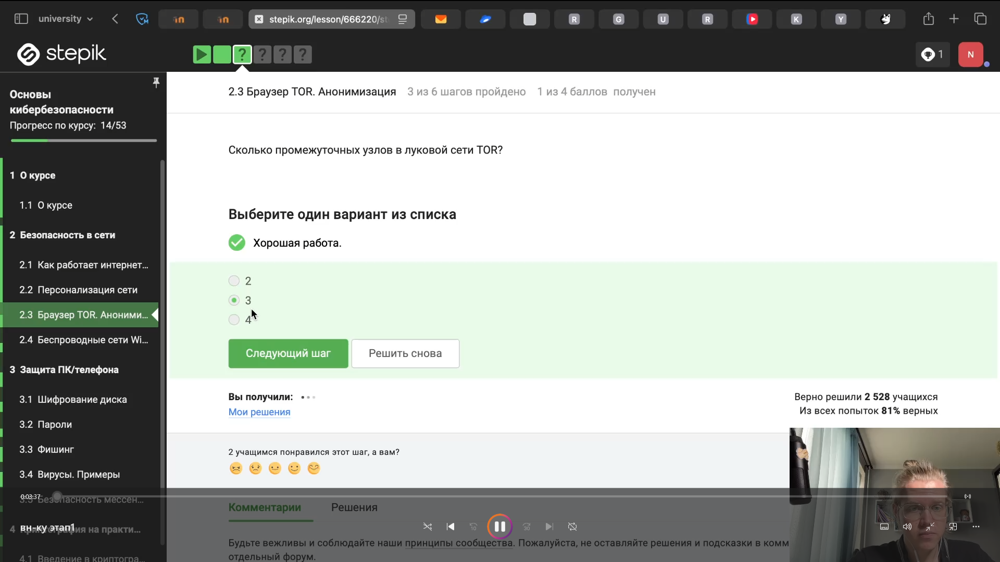 university
stepik.org/lesson/666220/st
R
G
U
R
K
Y
stepik
?
?
?
?
1
N
Основы
кибербезопасности
Прогресс по курсу: 14/53
1 О курсе
1.1 О курсе
2 Безопасность в сети
2.1 Как работает интернет...
2.2 Персонализация сети
2.3 Браузер TOR. Аноними...
2.4 Беспроводные сети Wi...
3 Защита ПК/телефона
3.1 Шифрование диска
3.2 Пароли
3.3 Фишинг
3.4 Вирусы. Примеры
3.5 Безопасность мессен...
4 Криптография на практи...
4.1 Введение в криптогра...
2.3 Браузер TOR. Анонимизация 3 из 6 шагов пройдено 1 из 4 баллов получен
Сколько промежуточных узлов в луковой сети TOR?
Выберите один вариант из списка
Хорошая работа.
2
3
4
Следующий шаг
Решить снова
Вы получили:
Мои решения
Верно решили 2 528 учащихся
Из всех попыток 81% верных
2 учащимся понравился этот шаг, а вам?
Комментарии
Решения
Будьте вежливы и соблюдайте наши принципы сообщества. Пожалуйста, не оставляйте решения и подсказки в комм
отдельный форум.
0:03:37
вн-ку этап1
10
30